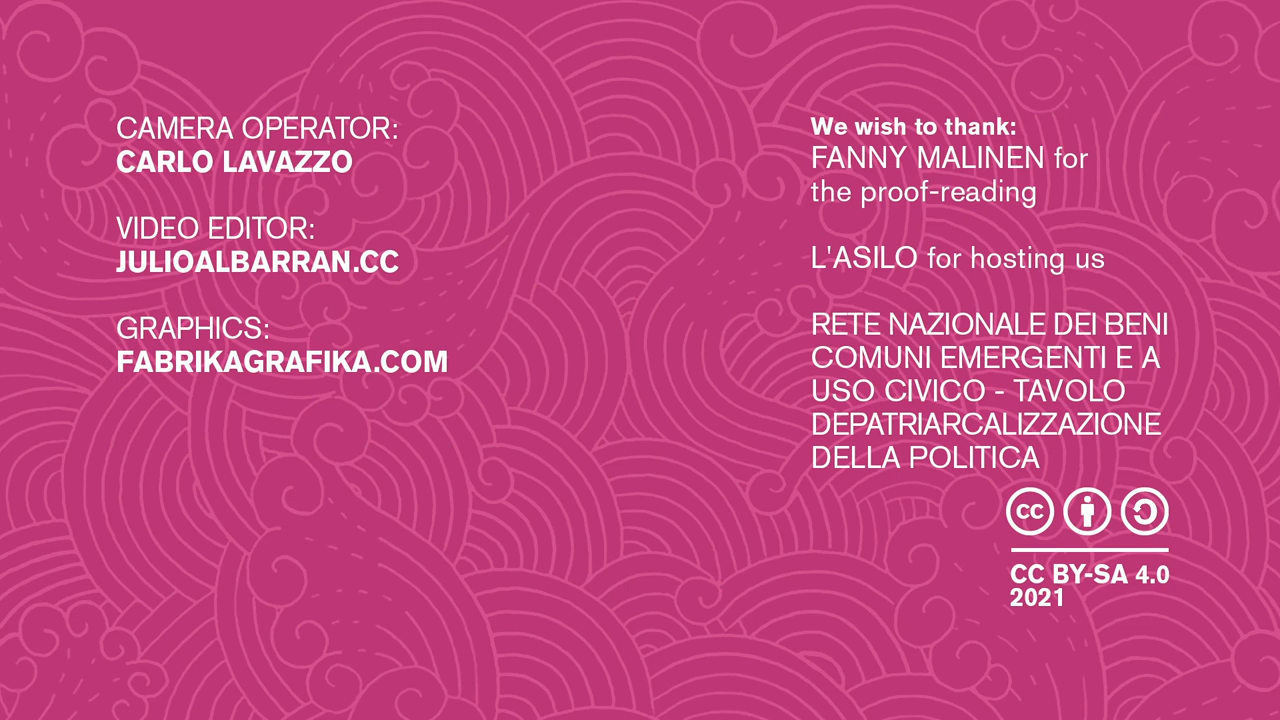 CAMERA OPERATOR:
CARLO LAVAZZO
VIDEO EDITOR:
JULIOALBARRAN.CC
GRAPHICS:
FABRIKAGRAFIKA.COM
We wish to thank:
FANNY MALINEN for
the proof-reading
L'ASILO for hosting us
RETE NAZIONALE DEI BENI
COMUNI EMERGENTI E A
USO CIVICO - TAVOLO
DEPATRIARCALIZZAZIONE
DELLA POLITICA
CC
CC BY-SA 4.0
2021